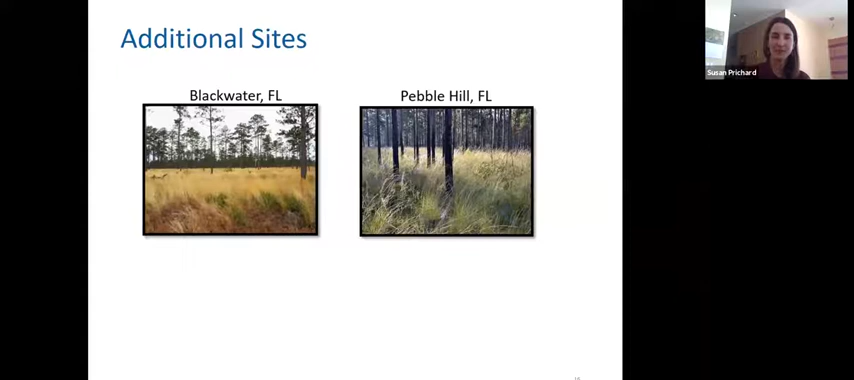 Additional Sites
Blackwater, FL
Pebble Hill, FL
Susan Prichard